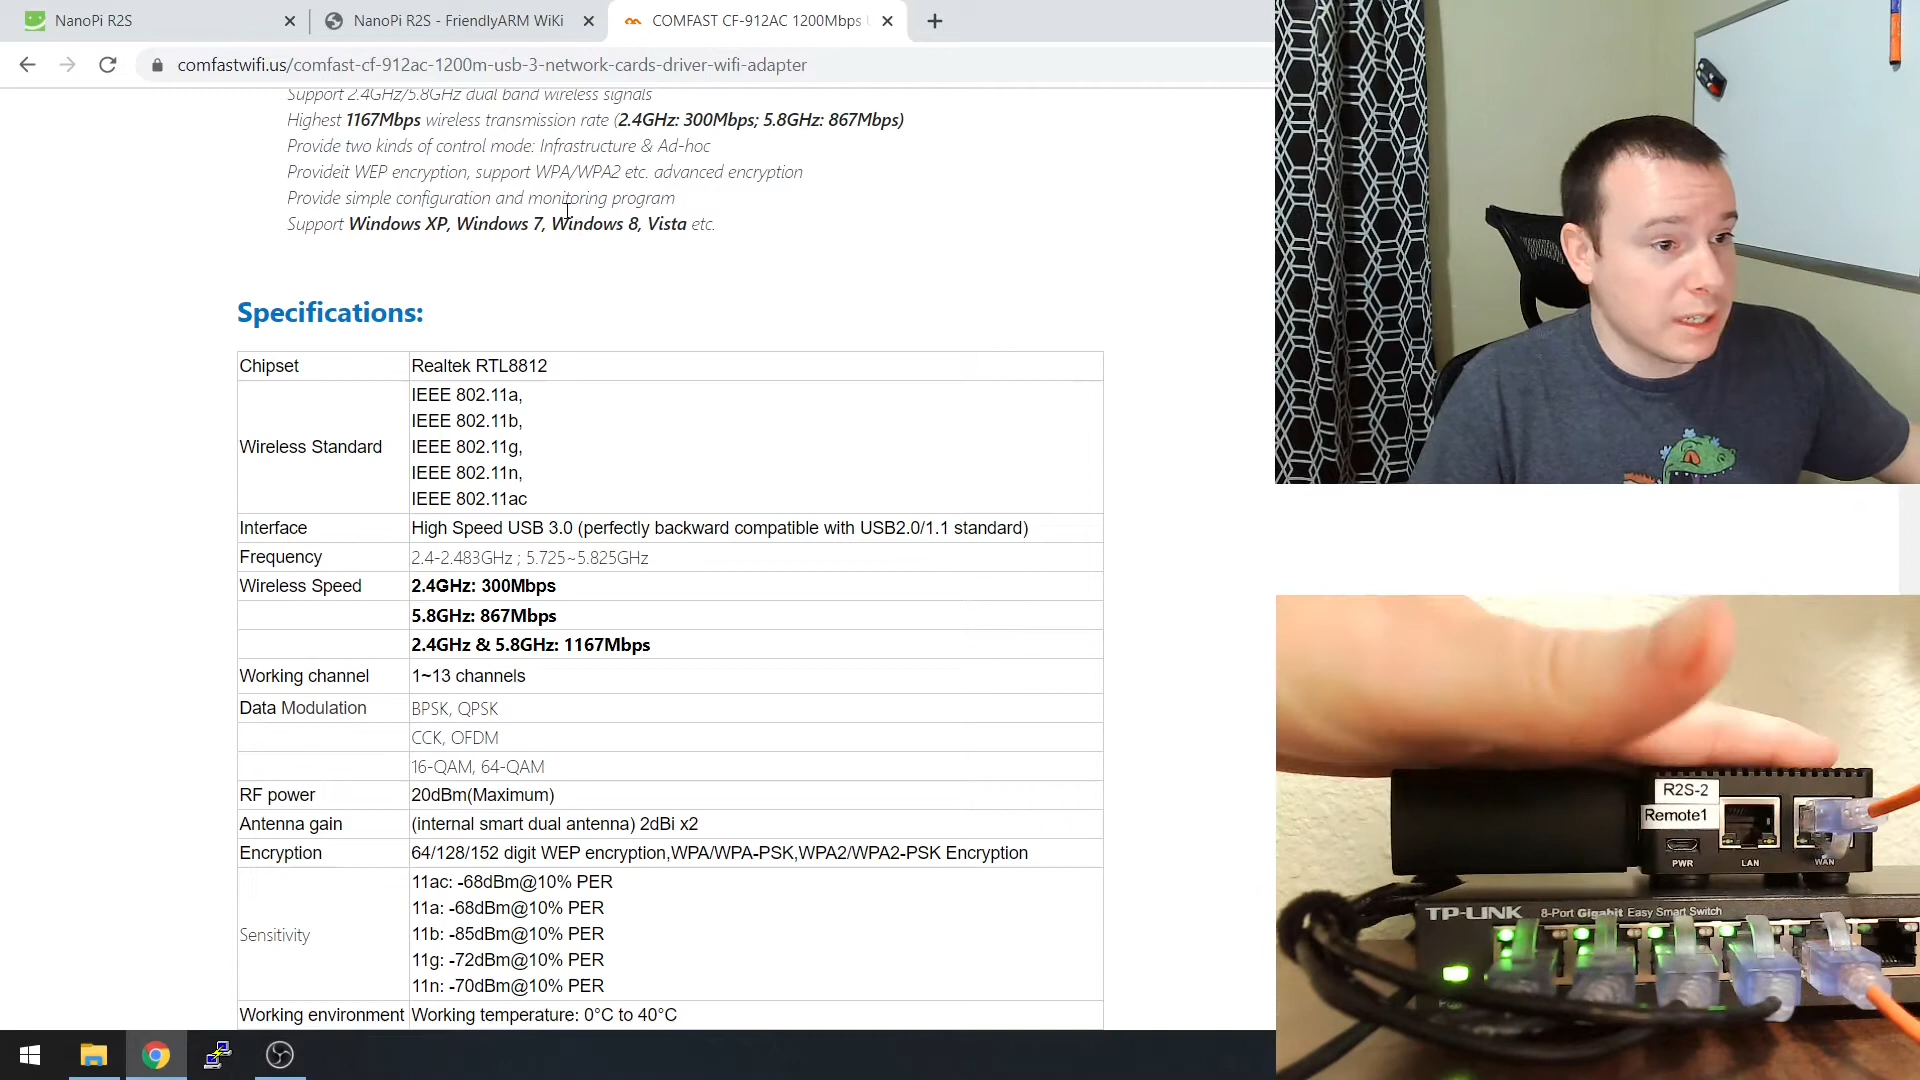 NanoPi R2S
NanoPi R2S - FriendlyARM WiKi
COMFAST CF-912AC 1200Mbps
comfastwifi.us/comfast-cf-912ac-1200m-usb-3-network-cards-driver-wifi-adapter
Support 2.4GHz/5.8GHz dual band wireless signals
Highest 1167Mbps wireless transmission rate (2.4GHz: 300Mbps; 5.8GHz: 867Mbps)
Provide two kinds of control mode: Infrastructure & Ad-hoc
Provideit WEP encryption, support WPA/WPA2 etc. advanced encryption
Provide simple configuration and monitoring program
Support Windows XP, Windows 7, Windows 8, Vista etc.
Specifications:
Chipset Realtek RTL8812
IEEE 802.11a,
IEEE 802.11b,
Wireless Standard IEEE 802.11g,
IEEE 802.11n,
IEEE 802.11ac
Interface High Speed USB 3.0 (perfectly backward compatible with USB2.0/1.1 standard)
Frequency 2.4-2.483GHz ; 5.725~5.825GHz
Wireless Speed 2.4GHz: 300Mbps
5.8GHz: 867Mbps
2.4GHz & 5.8GHz: 1167Mbps
Working channel 1~13 channels
Data Modulation BPSK, QPSK
CCK, OFDM
16-QAM, 64-QAM
RF power 20dBm(Maximum)
Antenna gain (internal smart dual antenna) 2dBi x2
Encryption 64/128/152 digit WEP encryption,WPA/WPA-PSK,WPA2/WPA2-PSK Encryption
11ac: -68dBm@10% PER
11a: -68dBm@10% PER
Sensitivity 11b: -85dBm@10% PER
11g: -72dBm@10% PER
11n: -70dBm@10% PER
Working environment Working temperature: 0°C to 40°C
R2S-2
Remote1
PWR LAN WAN
TP-LINK 8-Port Gigabit Easy Smart Switch